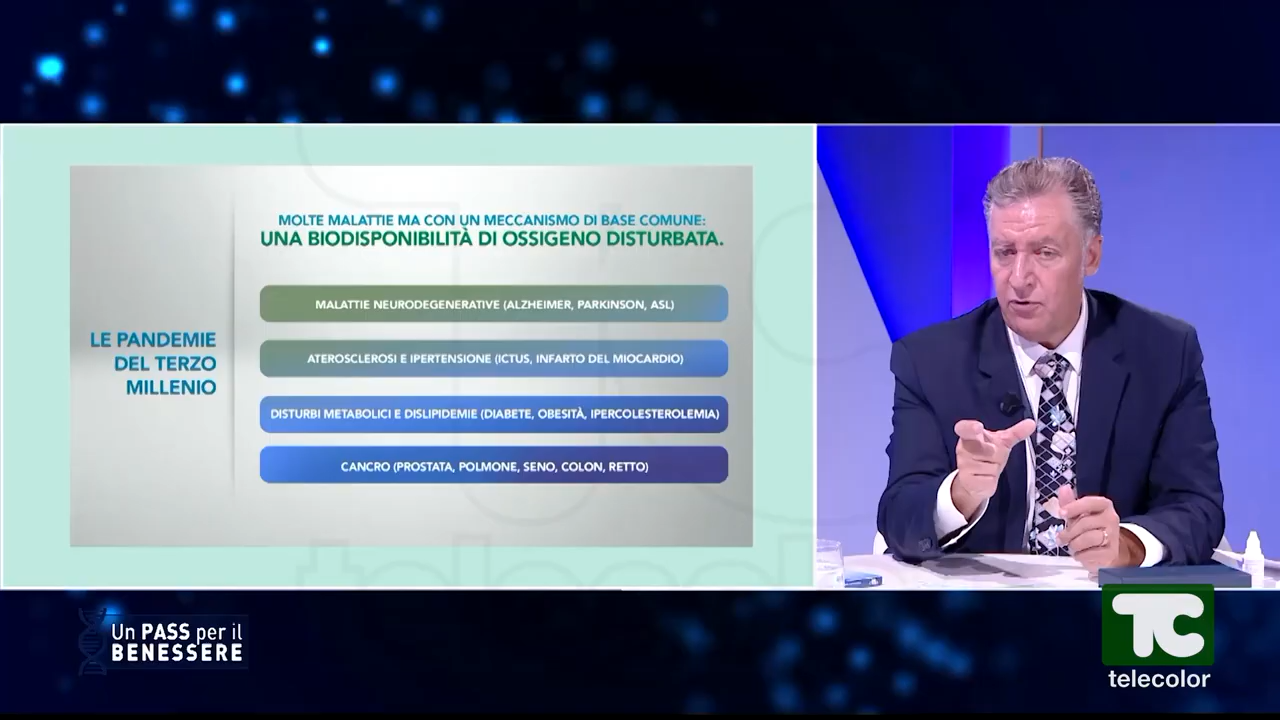 MOLTE MALATTIE MA CON UN MECCANISMO DI BASE COMUNE:
UNA BIODISPONIBILITÀ DI OSSIGENO DISTURBATA.
LE PANDEMIE
DEL TERZO
MILLENIO
MALATTIE NEURODEGENERATIVE (ALZHEIMER, PARKINSON, ASL)
ATEROSCLEROSI E IPERTENSIONE (ICTUS, INFARTO DEL MIOCARDIO)
DISTURBI METABOLICI E DISLIPIDEMIE (DIABETE, OBESITÀ, IPERCOLESTEROLEMIA)
CANCRO (PROSTATA, POLMONE, SENO, COLON, RETTO)
Un PASS per il
BENESSERE
TC
telecolor